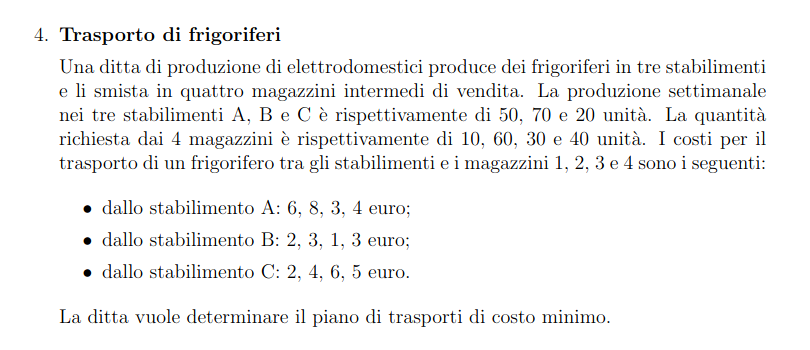 4. Trasporto di frigoriferi
Una ditta di produzione di elettrodomestici produce dei frigoriferi in tre stabilimenti
e li smista in quattro magazzini intermedi di vendita. La produzione settimanale
nei tre stabilimenti A, B e C è rispettivamente di 50, 70 e 20 unità. La quantità
richiesta dai 4 magazzini è rispettivamente di 10, 60, 30 e 40 unità. I costi per il
trasporto di un frigorifero tra gli stabilimenti e i magazzini 1, 2, 3 e 4 sono i seguenti:
• dallo stabilimento A: 6, 8, 3, 4 euro;
• dallo stabilimento B: 2, 3, 1, 3 euro;
• dallo stabilimento C: 2, 4, 6, 5 euro.
La ditta vuole determinare il piano di trasporti di costo minimo.